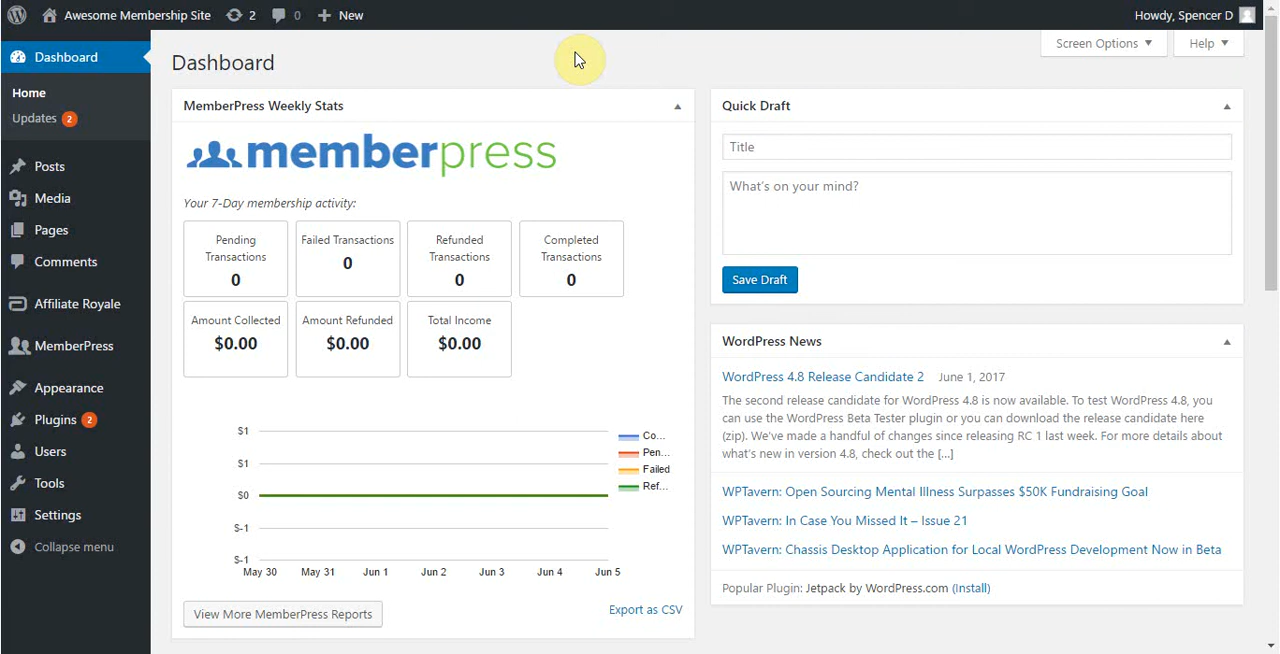 Awesome Membership Site 2 0 New Howdy, Spencer D
Screen Options Help
Dashboard
Home
Updates 2
Posts
Media
Pages
Comments
Affiliate Royale
MemberPress
Appearance
Plugins 2
Users
Tools
Settings
Collapse menu
Dashboard
MemberPress Weekly Stats
memberpress
Your 7-Day membership activity:
Pending Transactions 0
Failed Transactions 0
Refunded Transactions 0
Completed Transactions 0
Amount Collected $0.00
Amount Refunded $0.00
Total Income $0.00
$1
$1
$0
$-1
$-1
May 30 May 31 Jun 1 Jun 2 Jun 3 Jun 4 Jun 5
Co...
Pen...
Failed
Ref...
View More MemberPress Reports
Export as CSV
Quick Draft
Title
What's on your mind?
Save Draft
WordPress News
WordPress 4.8 Release Candidate 2 June 1, 2017
The second release candidate for WordPress 4.8 is now available. To test WordPress 4.8, you
can use the WordPress Beta Tester plugin or you can download the release candidate here
(zip). We've made a handful of changes since releasing RC 1 last week. For more details about
what's new in version 4.8, check out the [...]
WPTavern: Open Sourcing Mental Illness Surpasses $50K Fundraising Goal
WPTavern: In Case You Missed It – Issue 21
WPTavern: Chassis Desktop Application for Local WordPress Development Now in Beta
Popular Plugin: Jetpack by WordPress.com (Install)